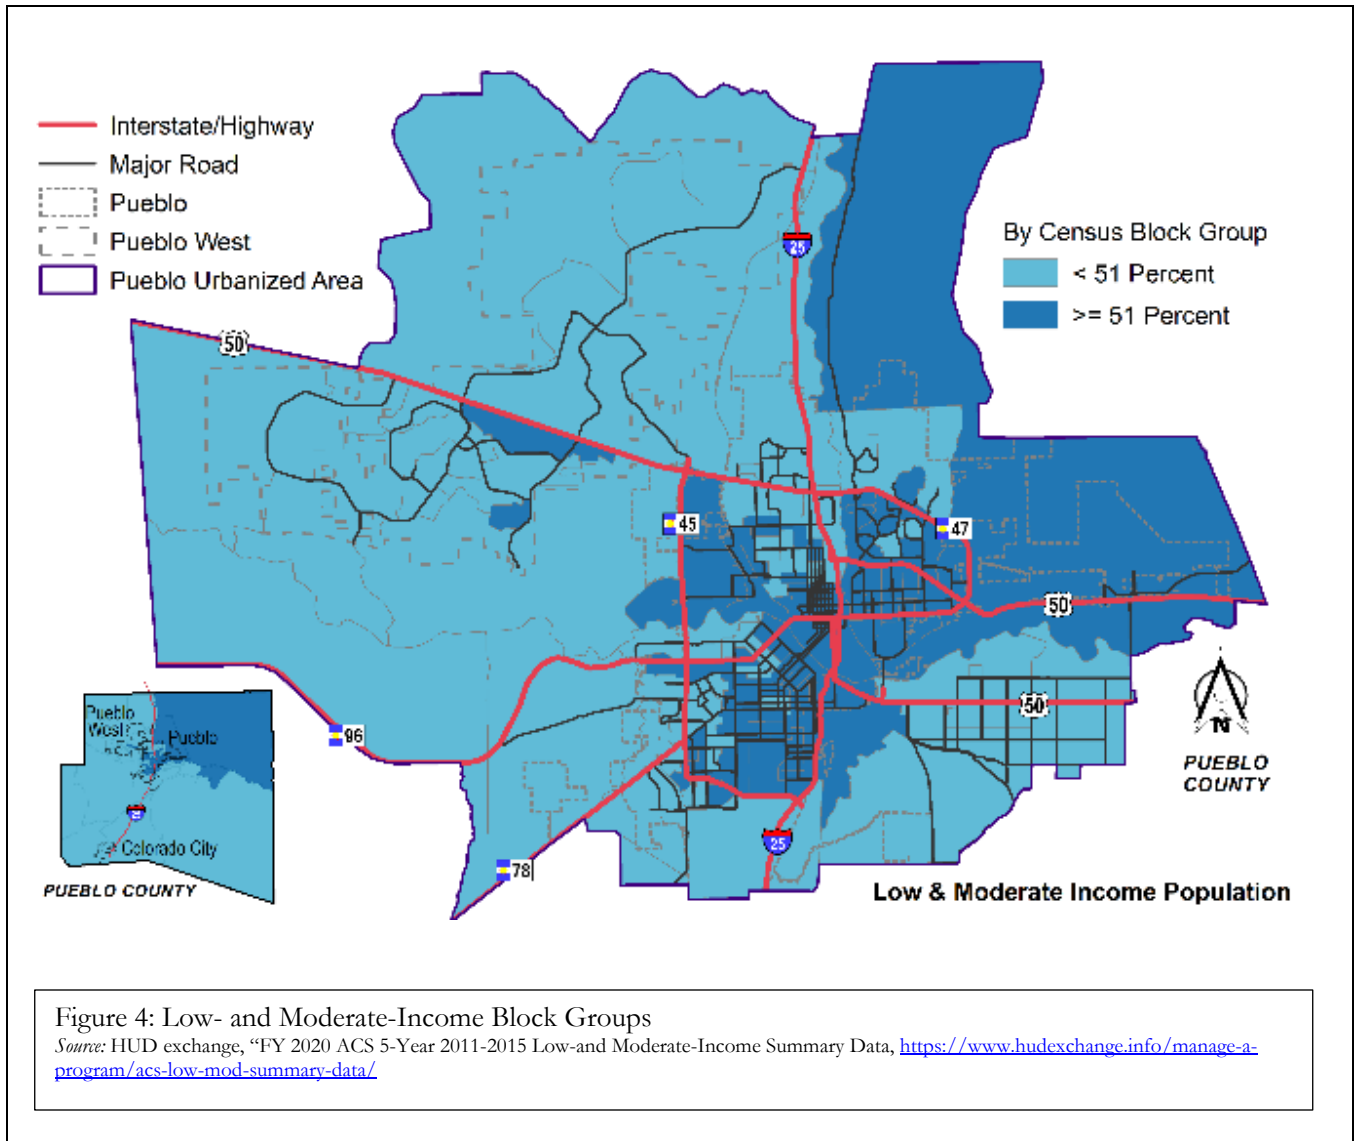 Interstate/Highway
Major Road
Pueblo
Pueblo West
Pueblo Urbanized Area
By Census Block Group
< 51 Percent
>= 51 Percent
25
50
45
47
50
50
96
78
25
N
PUEBLO
COUNTY
Pueblo
West
Pueblo
25
Colorado City
PUEBLO COUNTY
Low & Moderate Income Population
Figure 4: Low- and Moderate-Income Block Groups
Source: HUD exchange, “FY 2020 ACS 5-Year 2011-2015 Low-and Moderate-Income Summary Data, https://www.hudexchange.info/manage-a-
program/acs-low-mod-summary-data/